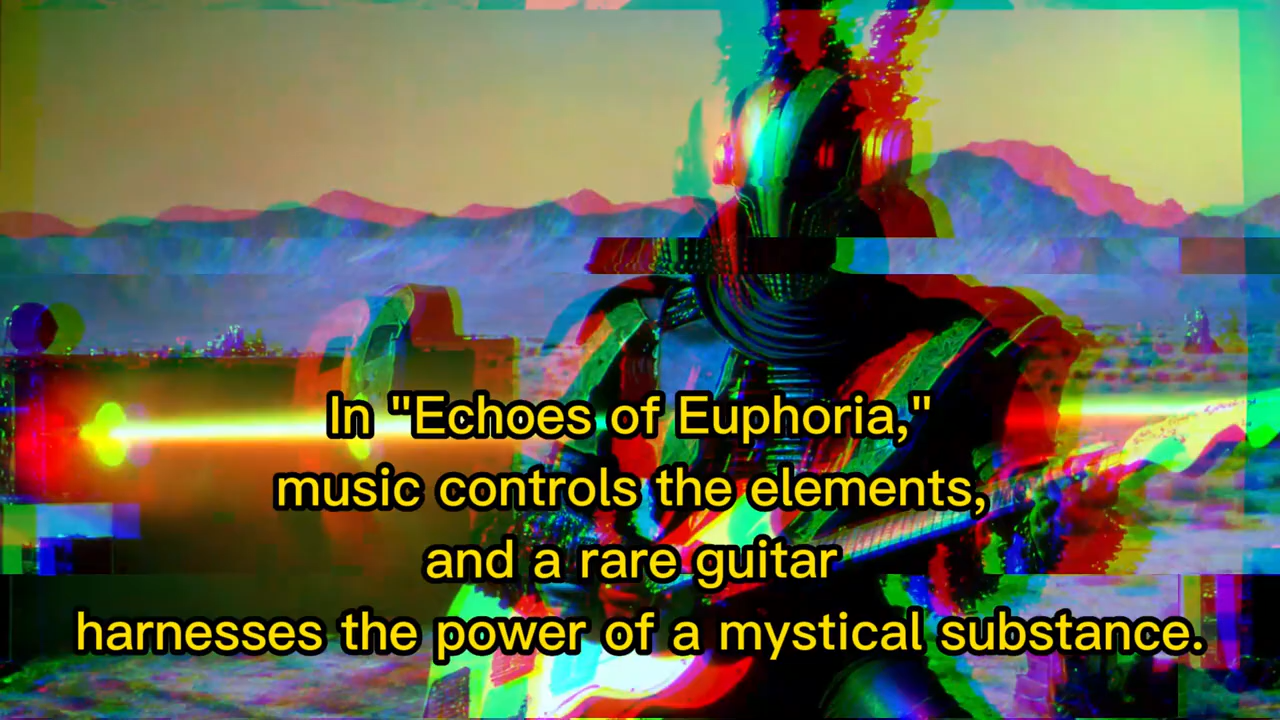 In "Echoes of Euphoria,"
music controls the elements,
and a rare guitar
harnesses the power of a mystical substance.